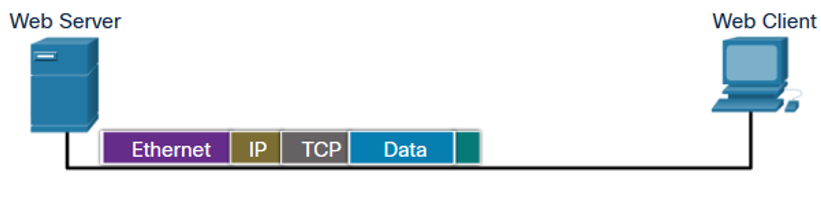 Web Server
Web Client
Ethernet IP TCP Data